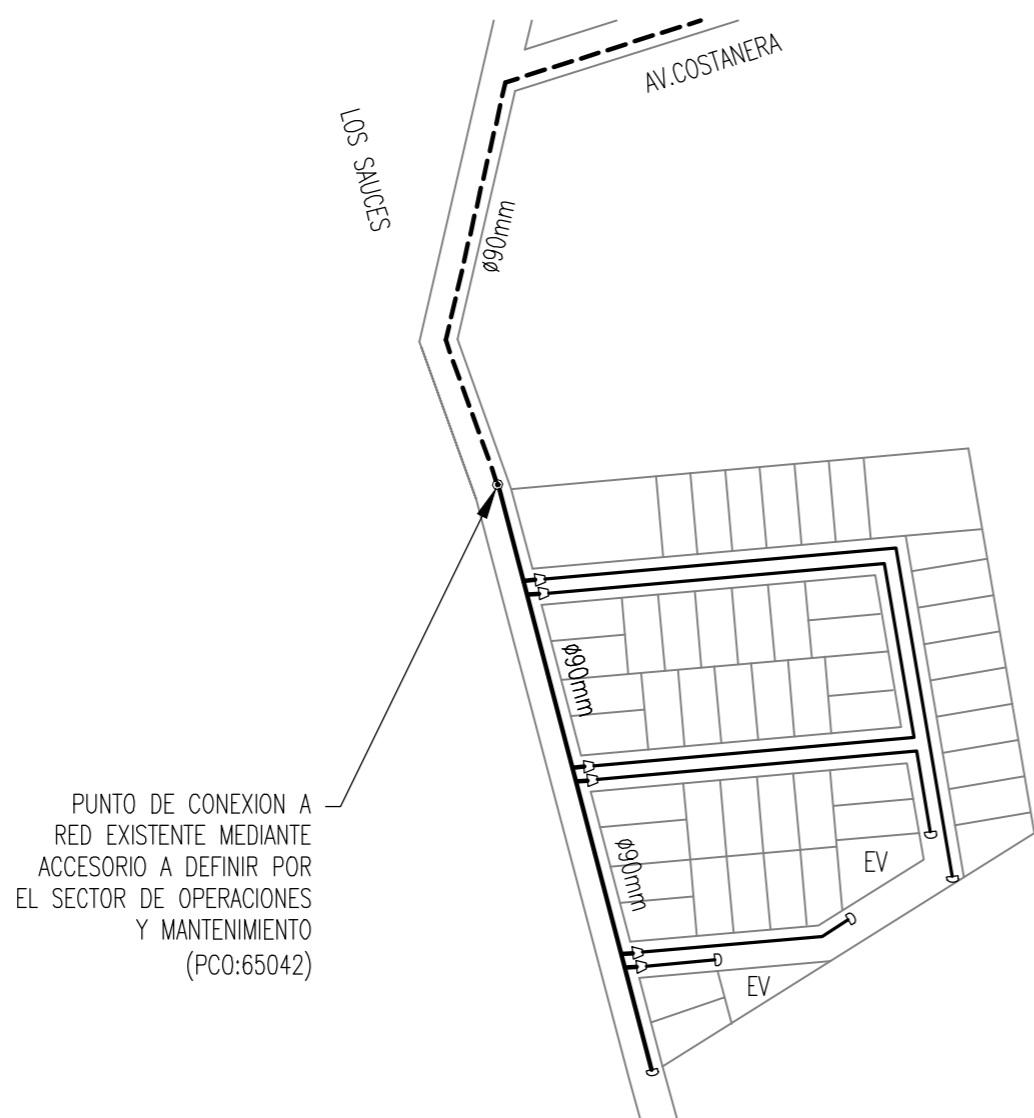 AV.COSTANERA
LOS SAUCES
ø90mm
ø90mm
PUNTO DE CONEXION A
RED EXISTENTE MEDIANTE
ACCESORIO A DEFINIR POR
EL SECTOR DE OPERACIONES
Y MANTENIMIENTO
(PCO:65042)
ø90mm
EV
EV